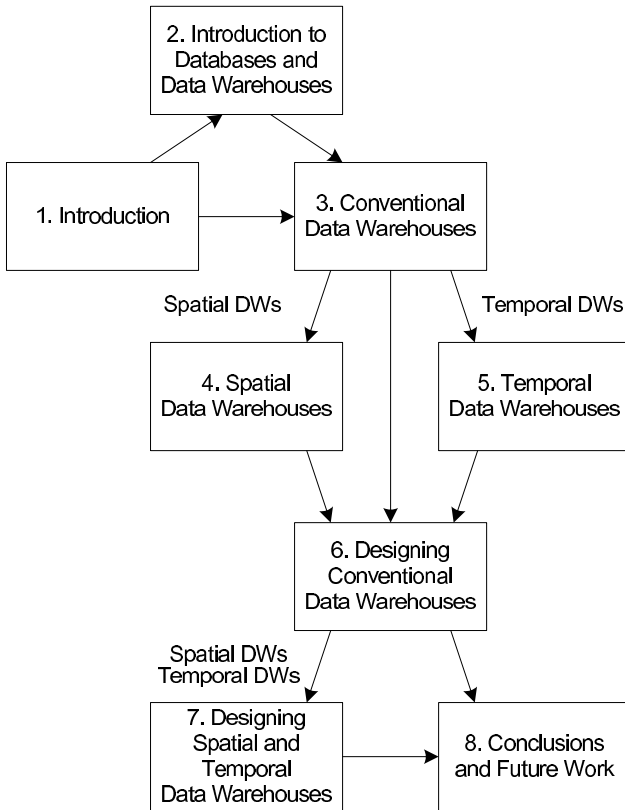 2. Introduction to
Databases and
Data Warehouses
1. Introduction
3. Conventional
Data Warehouses
Spatial DWs
Temporal DWs
4. Spatial
Data Warehouses
5. Temporal
Data Warehouses
6. Designing
Conventional
Data Warehouses
Spatial DWs
Temporal DWs
7. Designing
Spatial and
Temporal
Data Warehouses
8. Conclusions
and Future Work